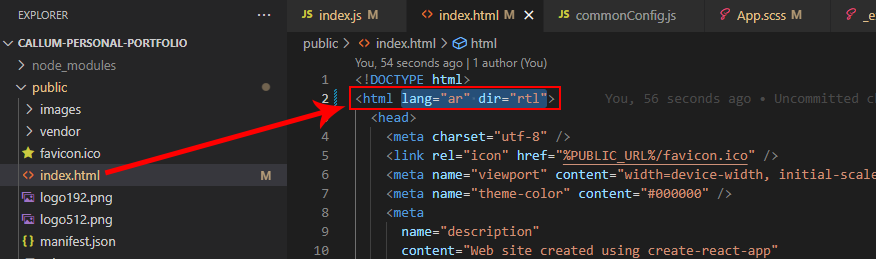 EXPLORER
CALLUM-PERSONAL-PORTFOLIO
node_modules
public
images
vendor
favicon.ico
index.html M
logo192.png
logo512.png
manifest.json
index.js M
index.html M
commonConfig.js
App.scss M
public > index.html > html
You, 54 seconds ago | 1 author (You)
1 <!DOCTYPE html>
2 <html lang="ar" dir="rtl"> You, 56 seconds ago • Uncommitted
3 <head>
4 <meta charset="utf-8" />
5 <link rel="icon" href="%PUBLIC_URL%/favicon.ico" />
6 <meta name="viewport" content="width=device-width, initial-scale
7 <meta name="theme-color" content="#000000" />
8 <meta
9 name="description"
10 content="Web site created using create-react-app"